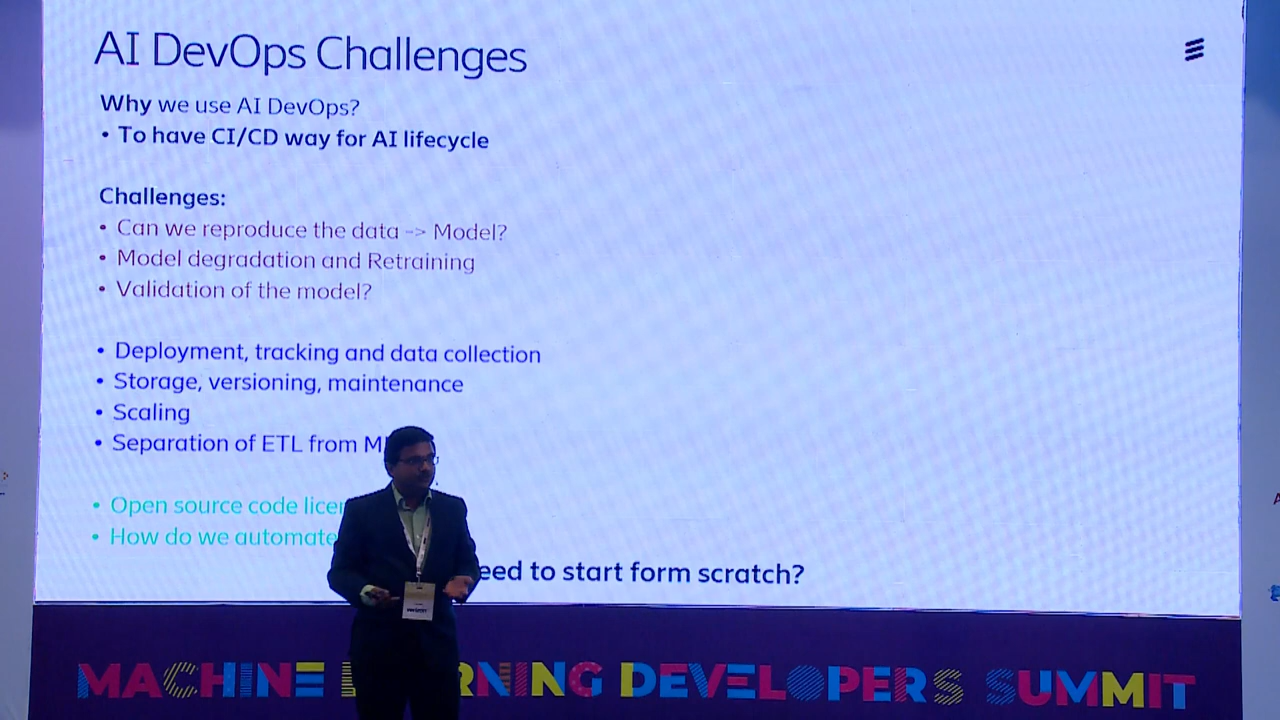 AI DevOps Challenges
Why we use AI DevOps?
• To have CI/CD way for AI lifecycle
Challenges:
• Can we reproduce the data -> Model?
• Model degradation and Retraining
• Validation of the model?
• Deployment, tracking and data collection
• Storage, versioning, maintenance
• Scaling
• Separation of ETL from
• Open source code
• How do we automate
to start form scratch?
MACHINE DEVELOPERS SUMMIT